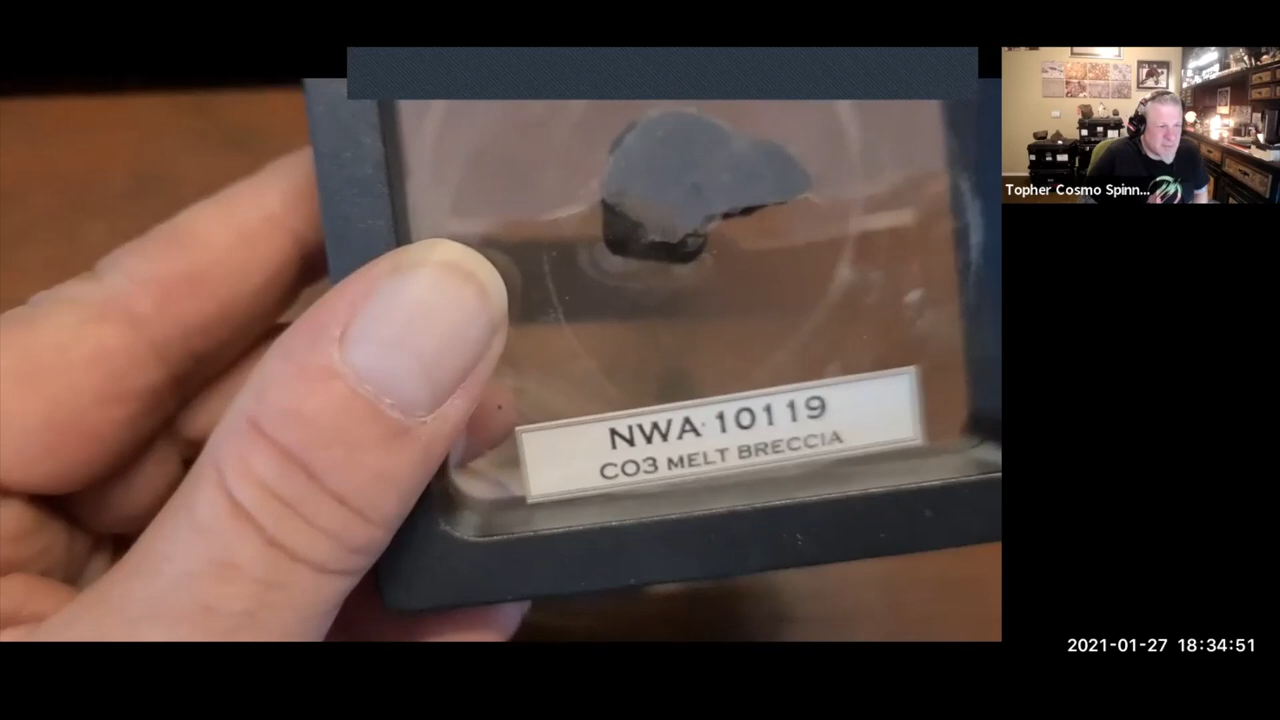 NWA 10119
CO3 MELT BRECCIA
Topher Cosmo Spinn...
2021-01-27 18:34:51